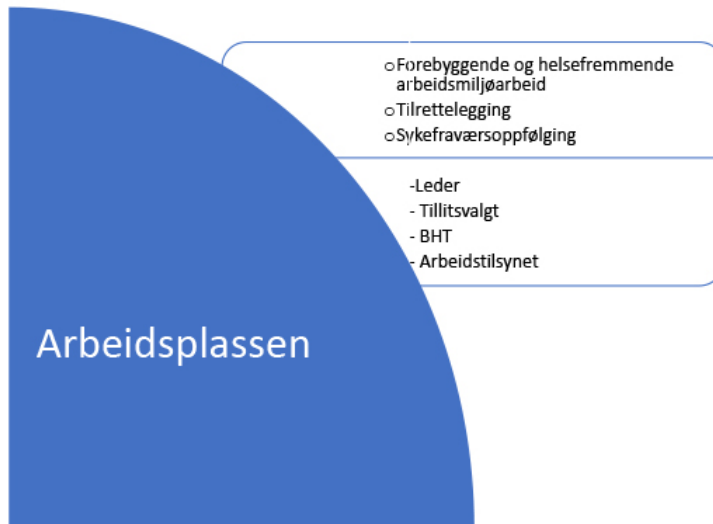 oForebyggende og helsefremmende
arbeidsmiljøarbeid
oTilrettelegging
oSykefraværsoppfølging
-Leder
- Tillitsvalgt
- BHT
- Arbeidstilsynet
Arbeidsplassen